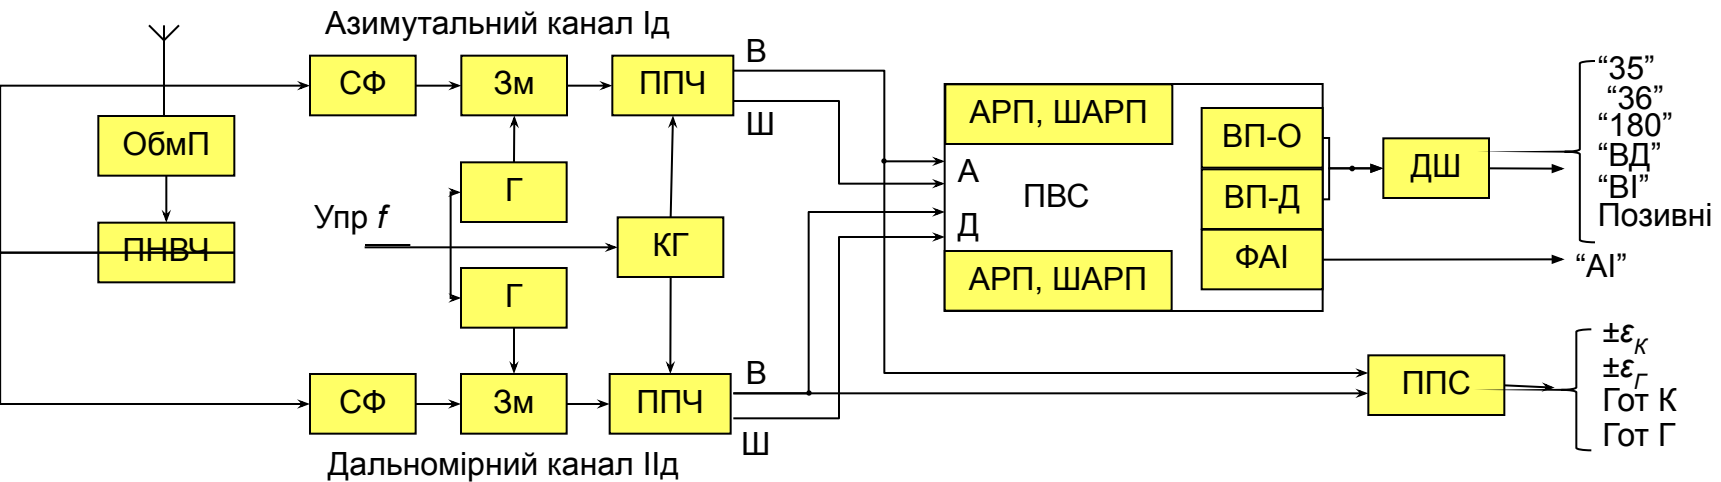 Азимутальний канал Ід
СФ
Зм
ППЧ
В
Ш
ОбмП
ПНВЧ
Г
Упр f
КГ
Г
АРП, ШАРП
А
ПВС
Д
АРП, ШАРП
ВП-О
ВП-Д
ФАІ
ДШ
“35”
“36”
“180”
“ВД”
“ВІ”
Позивні
“АІ”
СФ
Зм
ППЧ
В
Ш
Дальномірний канал ІІд
ППС
±εК
±εГ
Гот К
Гот Г